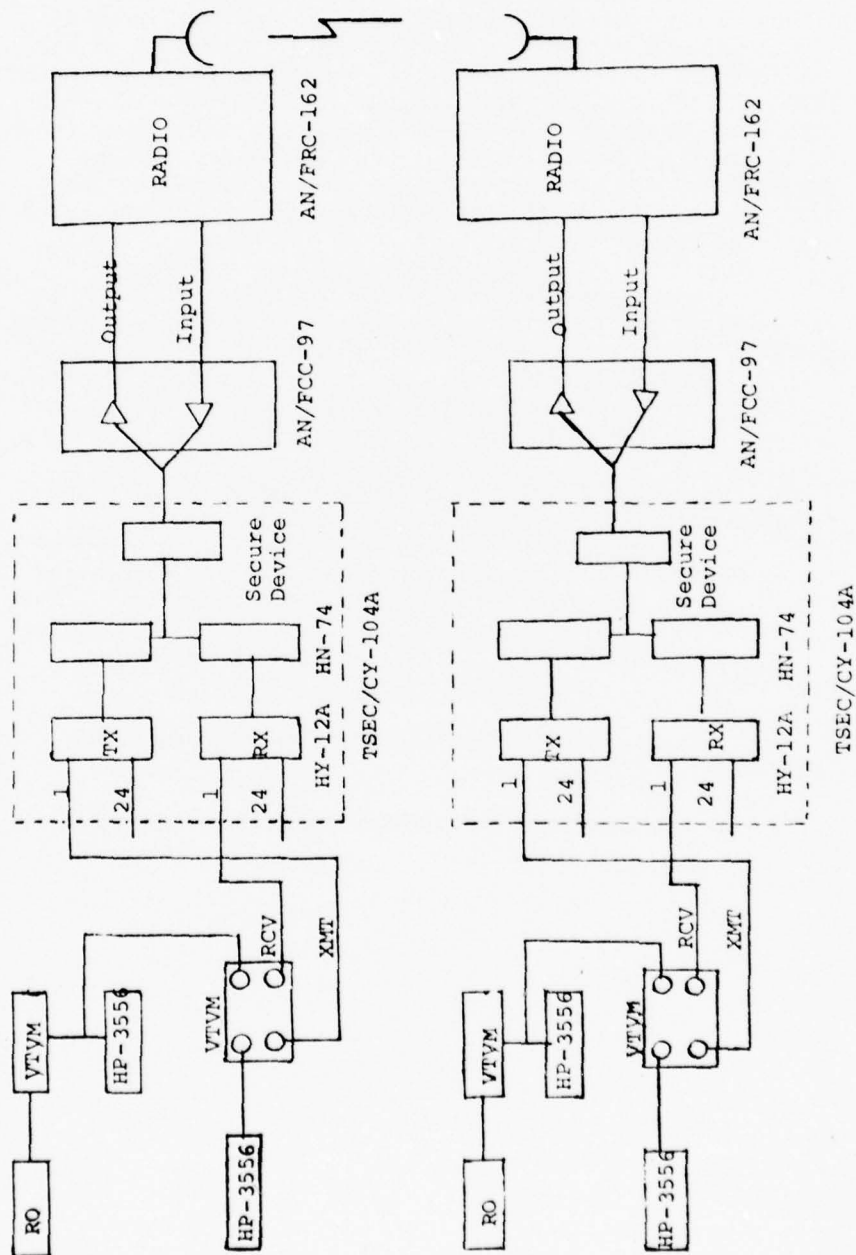 RADIO
AN/FRC-162
Output
Input
AN/FCC-97
Secure
Device
HN-74
HY-12A
TX
RX
1
24
1
24
TSEC/CY-104A
RCV
XMT
VTVM
VTVM
HP-3556
RO
HP-3556
RADIO
AN/FRC-162
Output
Input
AN/FCC-97
Secure
Device
HN-74
HY-12A
TX
RX
1
24
1
24
TSEC/CY-104A
RCV
XMT
VTVM
VTVM
HP-3556
RO
HP-3556